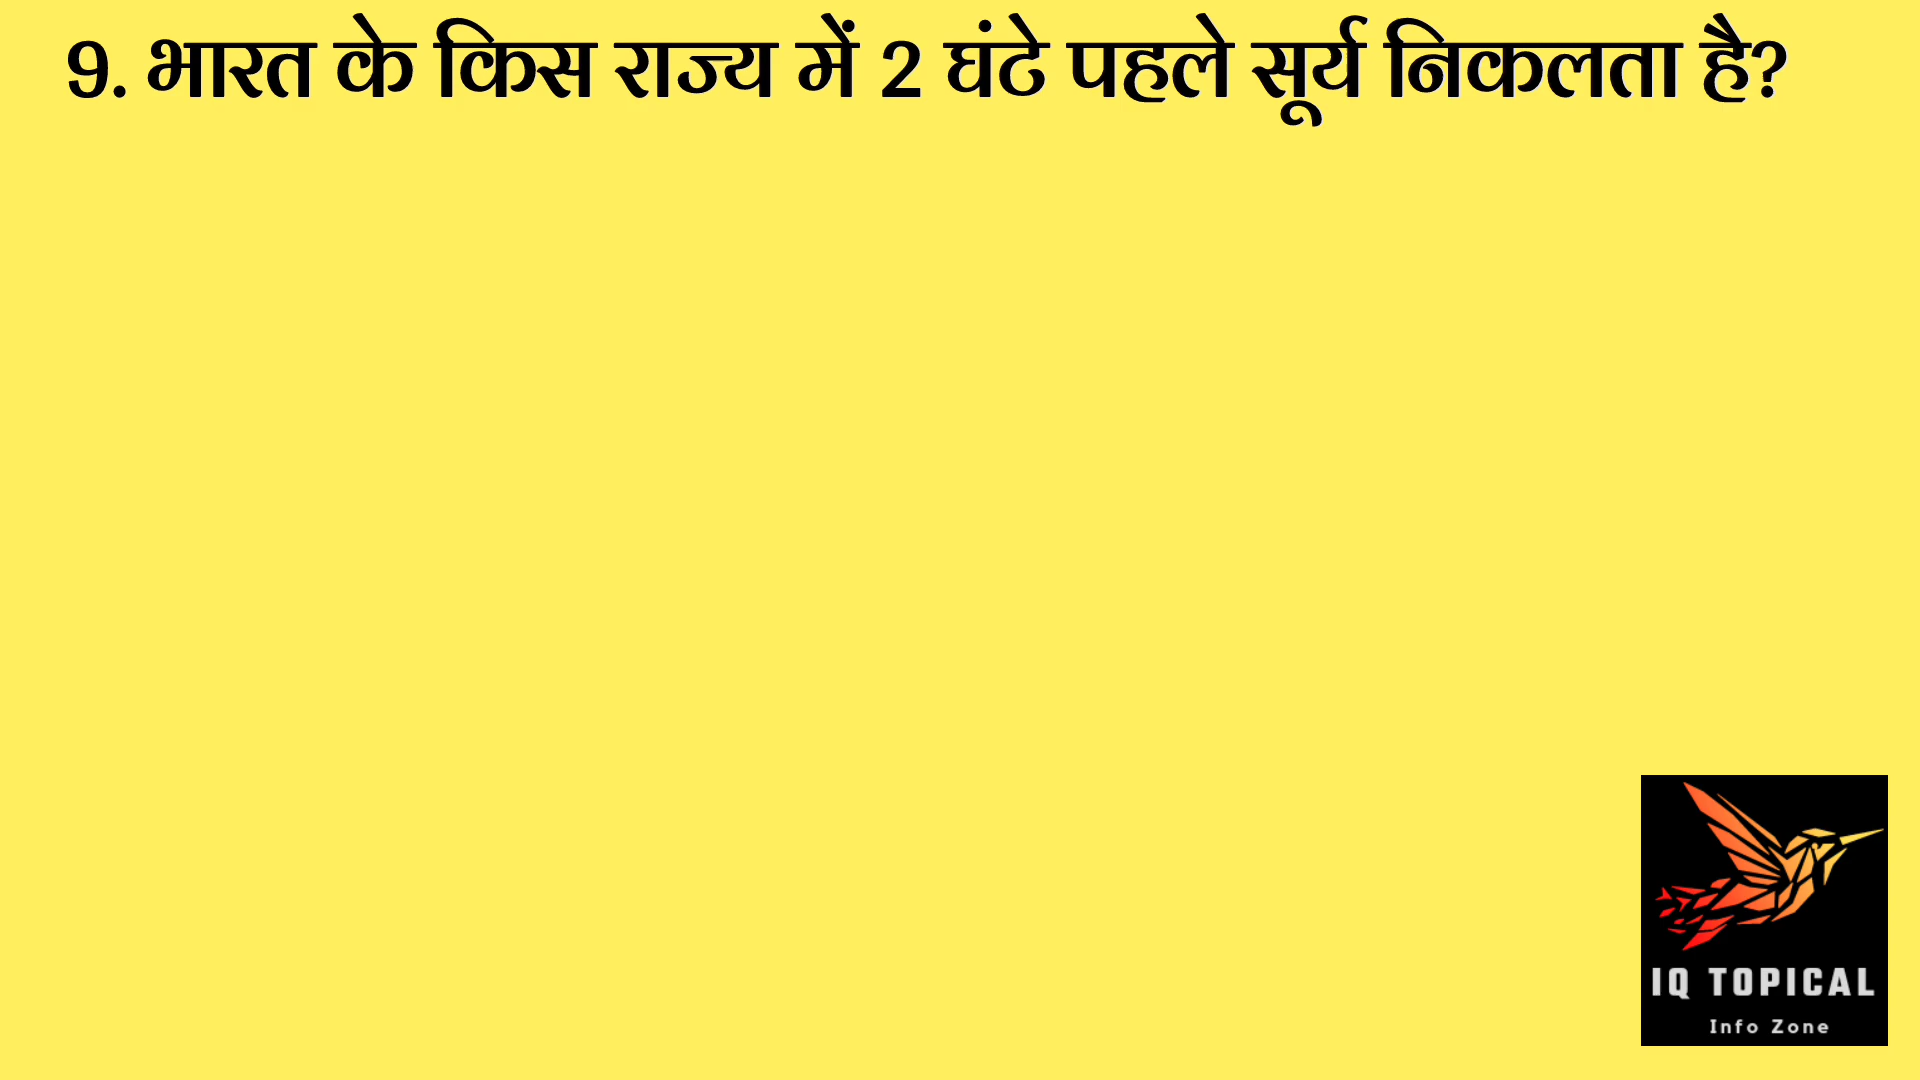 9. भारत के किस राज्य में 2 घंटे पहले सूर्य निकलता है?
IQ TOPICAL
Info Zone